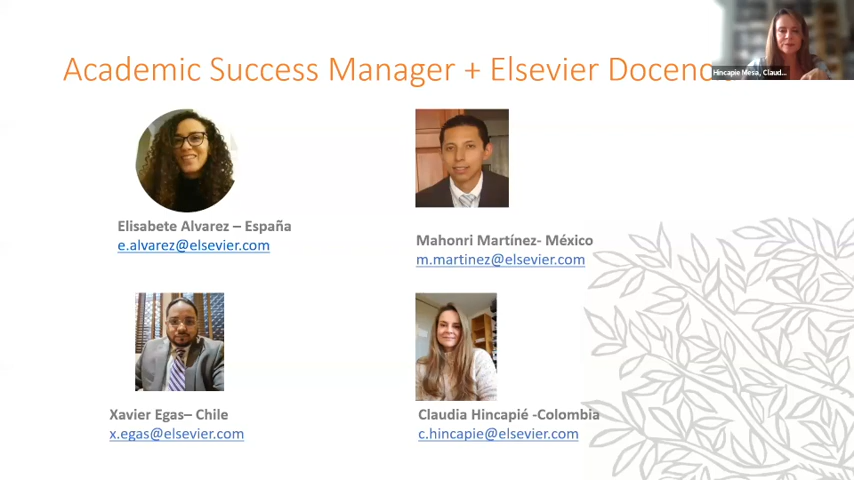 Academic Success Manager + Elsevier Docenc
Hincapie Mesa, Claud...
Elisabete Alvarez – España
e.alvarez@elsevier.com
Mahonri Martínez- México
m.martinez@elsevier.com
Xavier Egas– Chile
x.egas@elsevier.com
Claudia Hincapié -Colombia
c.hincapie@elsevier.com